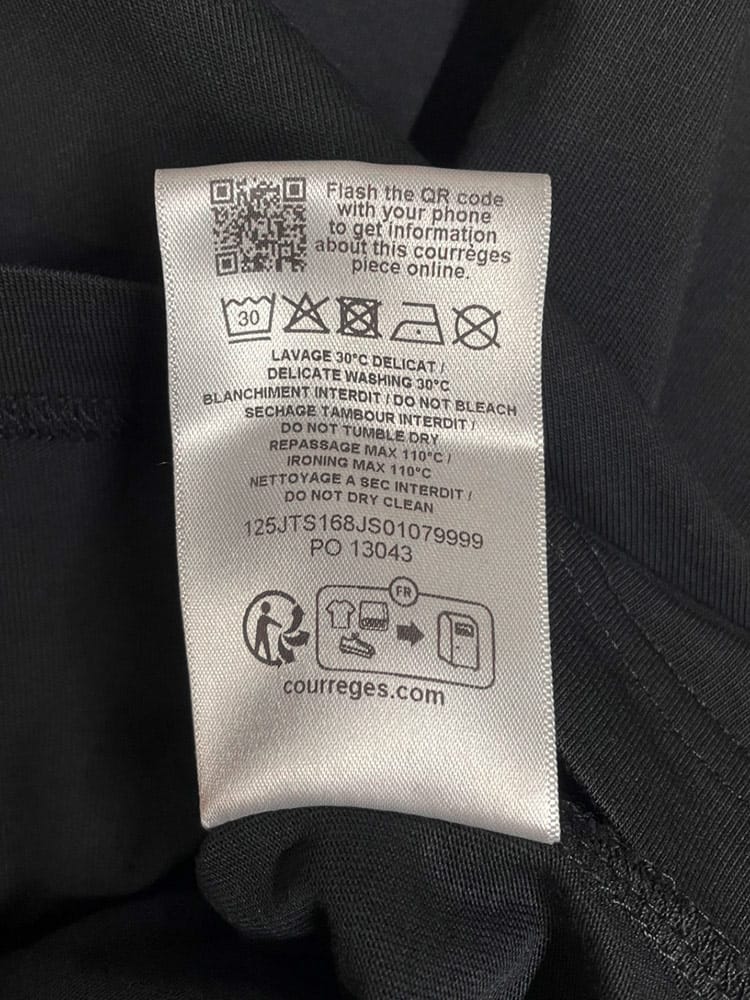 Flash the QR code
with your phone
to get information
about this courrèges
piece online.
30
LAVAGE 30°C DELICAT /
DELICATE WASHING 30°C
BLANCHIMENT INTERDIT / DO NOT BLEACH
SECHAGE TAMBOUR INTERDIT /
DO NOT TUMBLE DRY
REPASSAGE MAX 110°C /
IRONING MAX 110°C
NETTOYAGE A SEC INTERDIT /
DO NOT DRY CLEAN
125JTS168JS01079999
PO 13043
FR
courreges.com